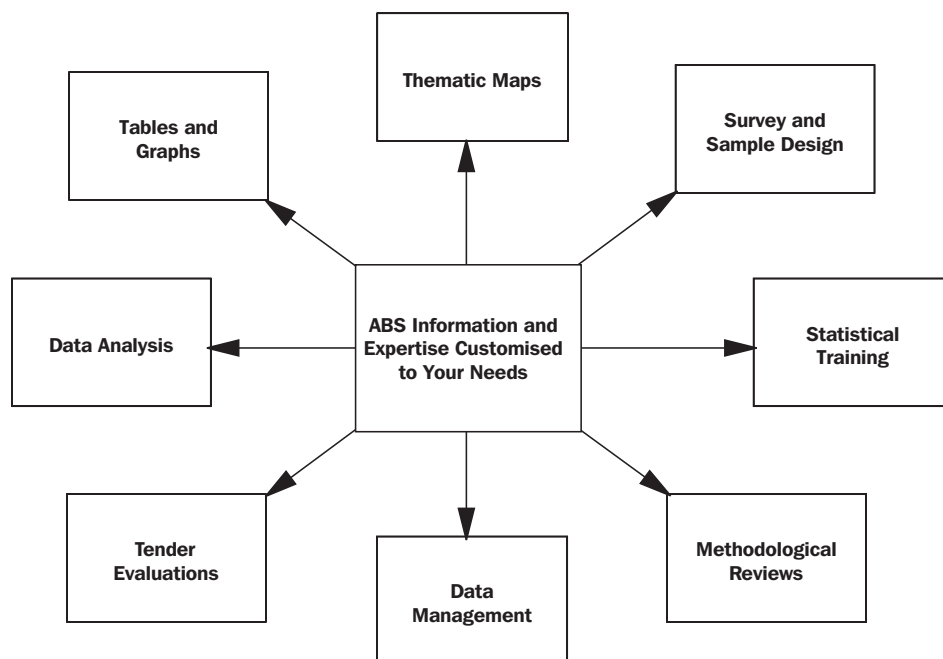 Thematic Maps
Tables and
Graphs
Survey and
Sample Design
ABS Information and
Expertise Customised
to Your Needs
Data Analysis
Statistical
Training
Tender
Evaluations
Data
Management
Methodological
Reviews